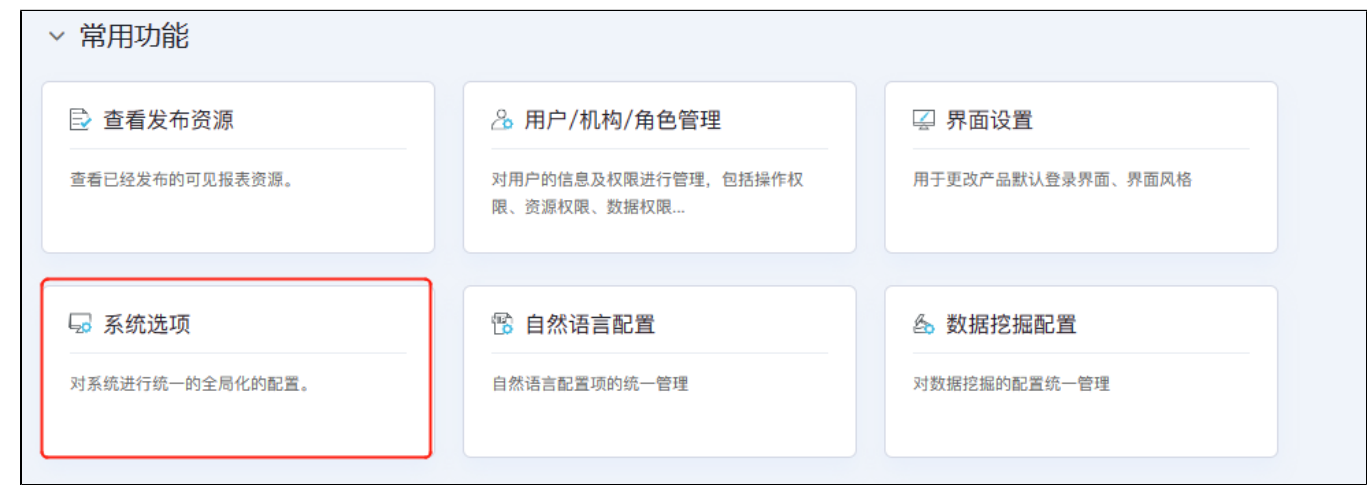 常用功能
查看发布资源
查看已经发布的可见报表资源。
用户/机构/角色管理
对用户的信息及权限进行管理，包括操作权
限、资源权限、数据权限...
界面设置
用于更改产品默认登录界面、界面风格
系统选项
对系统进行统一的全局化的配置。
自然语言配置
自然语言配置项的统一管理
数据挖掘配置
对数据挖掘的配置统一管理